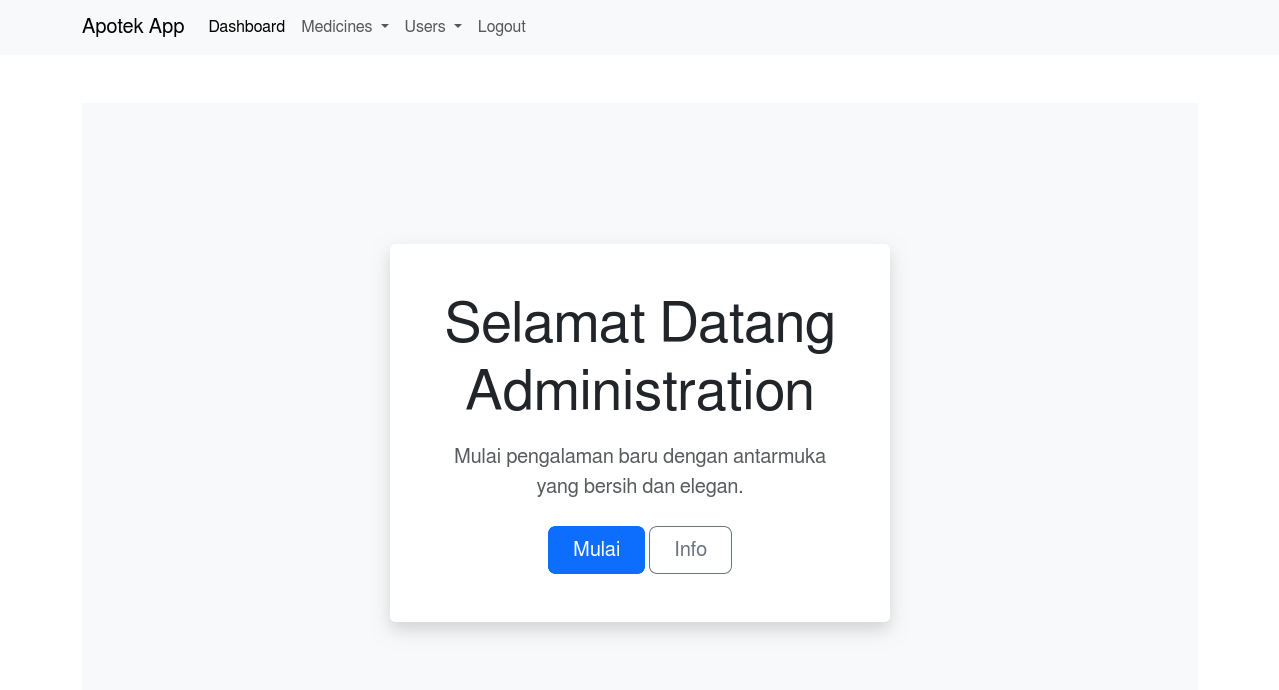 Apotek App Dashboard Medicines Users Logout
Selamat Datang
Administration
Mulai pengalaman baru dengan antarmuka
yang bersih dan elegan.
Mulai Info